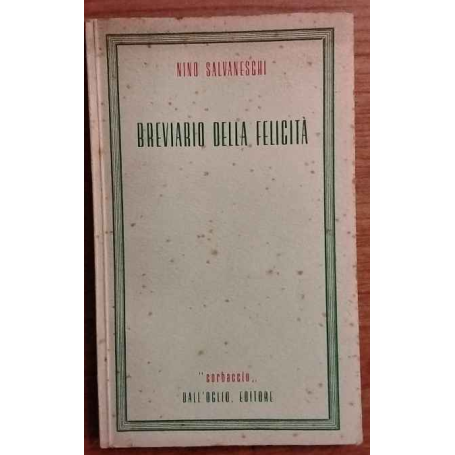 NINO SALVANESCHI
BREVIARIO DELLA FELICITÀ
"corbaccio„
DALL'OGLIO, EDITORE